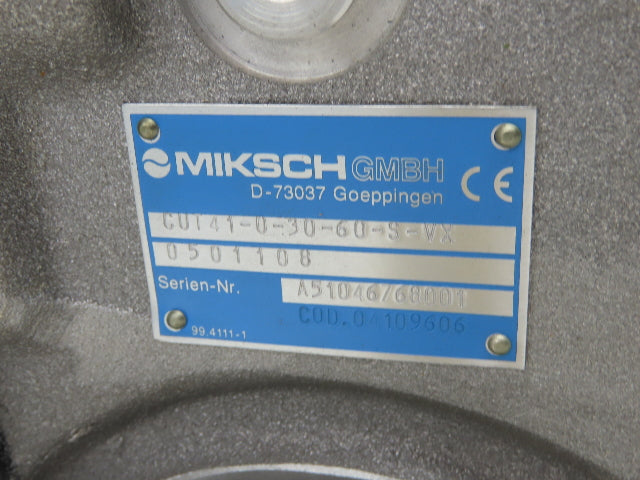 MIKSCH GMBH
D-73037 Goeppingen
CE
CUT41-0-30-60-S-VX
0501108
Serien-Nr. A51046/68001
COD.04109606
99.4111-1